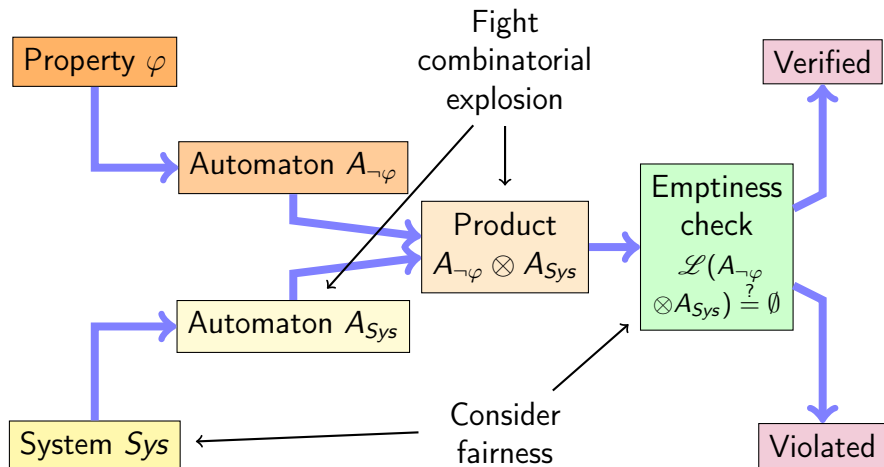 Property φ
Fight
combinatorial
explosion
Verified
Automaton A¬φ
Emptiness
check
ℒ(A¬φ
⊗ASys) ≟ ∅
Product
A¬φ ⊗ ASys
Automaton ASys
System Sys
Consider
fairness
Violated